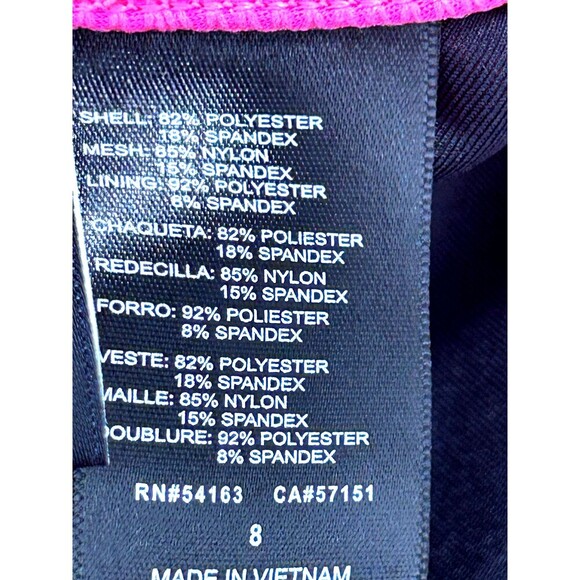 SHELL: 82% POLYESTER
18% SPANDEX
MESH: 85% NYLON
15% SPANDEX
LINING: 92% POLYESTER
8% SPANDEX
CHAQUETA: 82% POLIESTER
18% SPANDEX
REDECILLA: 85% NYLON
15% SPANDEX
FORRO: 92% POLIESTER
8% SPANDEX
VESTE: 82% POLYESTER
18% SPANDEX
MAILLE: 85% NYLON
15% SPANDEX
DOUBLURE: 92% POLYESTER
8% SPANDEX
RN#54163 CA#57151
8
MADE IN VIETNAM